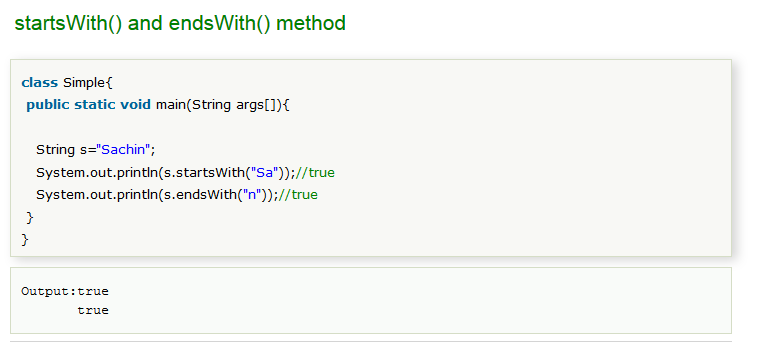 startsWith() and endsWith() method
class Simple{
public static void main(String args[]){
String s="Sachin";
System.out.println(s.startsWith("Sa"));//true
System.out.println(s.endsWith("n"));//true
}
}
Output:true
true